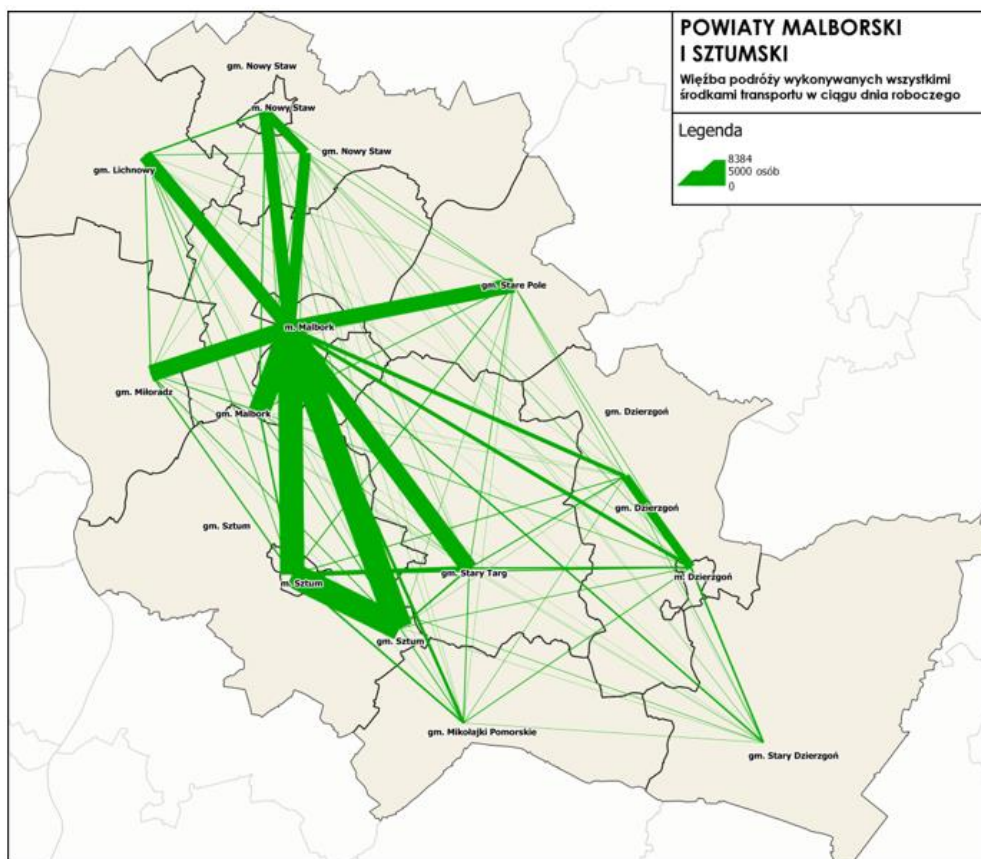 POWIATY MALBORSKI
I SZTUMSKI
Więźba podróży wykonywanych wszystkimi
środkami transportu w ciągu dnia roboczego
Legenda
8384
5000 osób
0
gm. Nowy Staw
m. Nowy Staw
gm. Nowy Staw
gm. Lichnowy
gm. Stare Pole
m. Malbork
gm. Miłoradz
gm. Malbork
gm. Dzierzgoń
gm. Dzierzgoń
gm. Sztum
gm. Stary Targ
m. Dzierzgoń
m. Sztum
gm. Sztum
gm. Mikołajki Pomorskie
gm. Stary Dzierzgoń